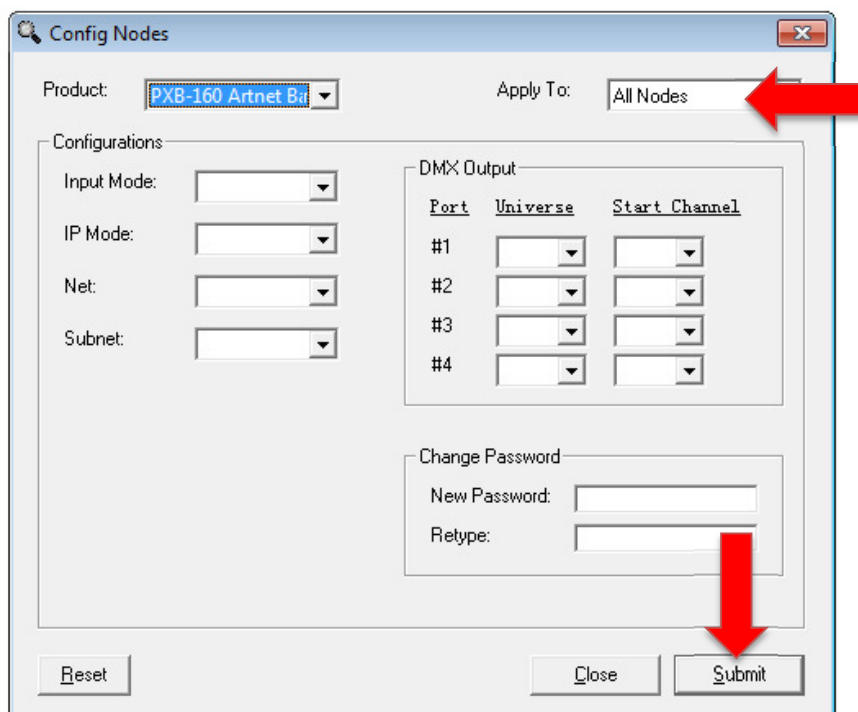 Config Nodes
Product: PXB-160 Artnet Ba Apply To: All Nodes
Configurations
Input Mode:
IP Mode:
Net:
Subnet:
DMX Output
Port Universe Start Channel
#1
#2
#3
#4
Change Password
New Password:
Retype:
Reset Close Submit